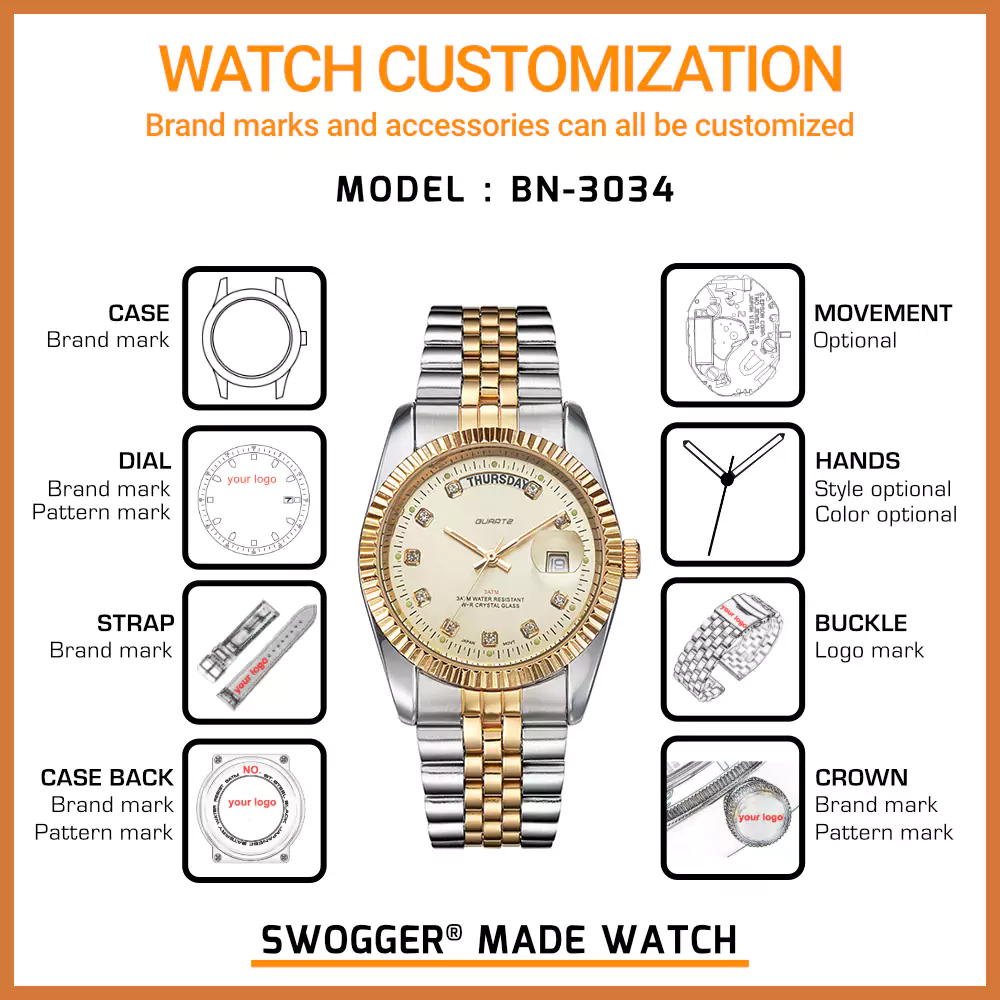 WATCH CUSTOMIZATION
Brand marks and accessories can all be customized
MODEL : BN-3034
CASE
Brand mark
DIAL
Brand mark
Pattern mark
your logo
7
STRAP
Brand mark
your logo
CASE BACK
Brand mark
Pattern mark
NO.
your logo
THURSDAY
QUARTZ
19
3ATM
3ATM WATER RESISTANT
W-R CRYSTAL GLASS
JAPAN MOVT
MOVEMENT
Optional
HANDS
Style optional
Color optional
BUCKLE
Logo mark
your logo
CROWN
Brand mark
Pattern mark
your logo
SWOGGER® MADE WATCH